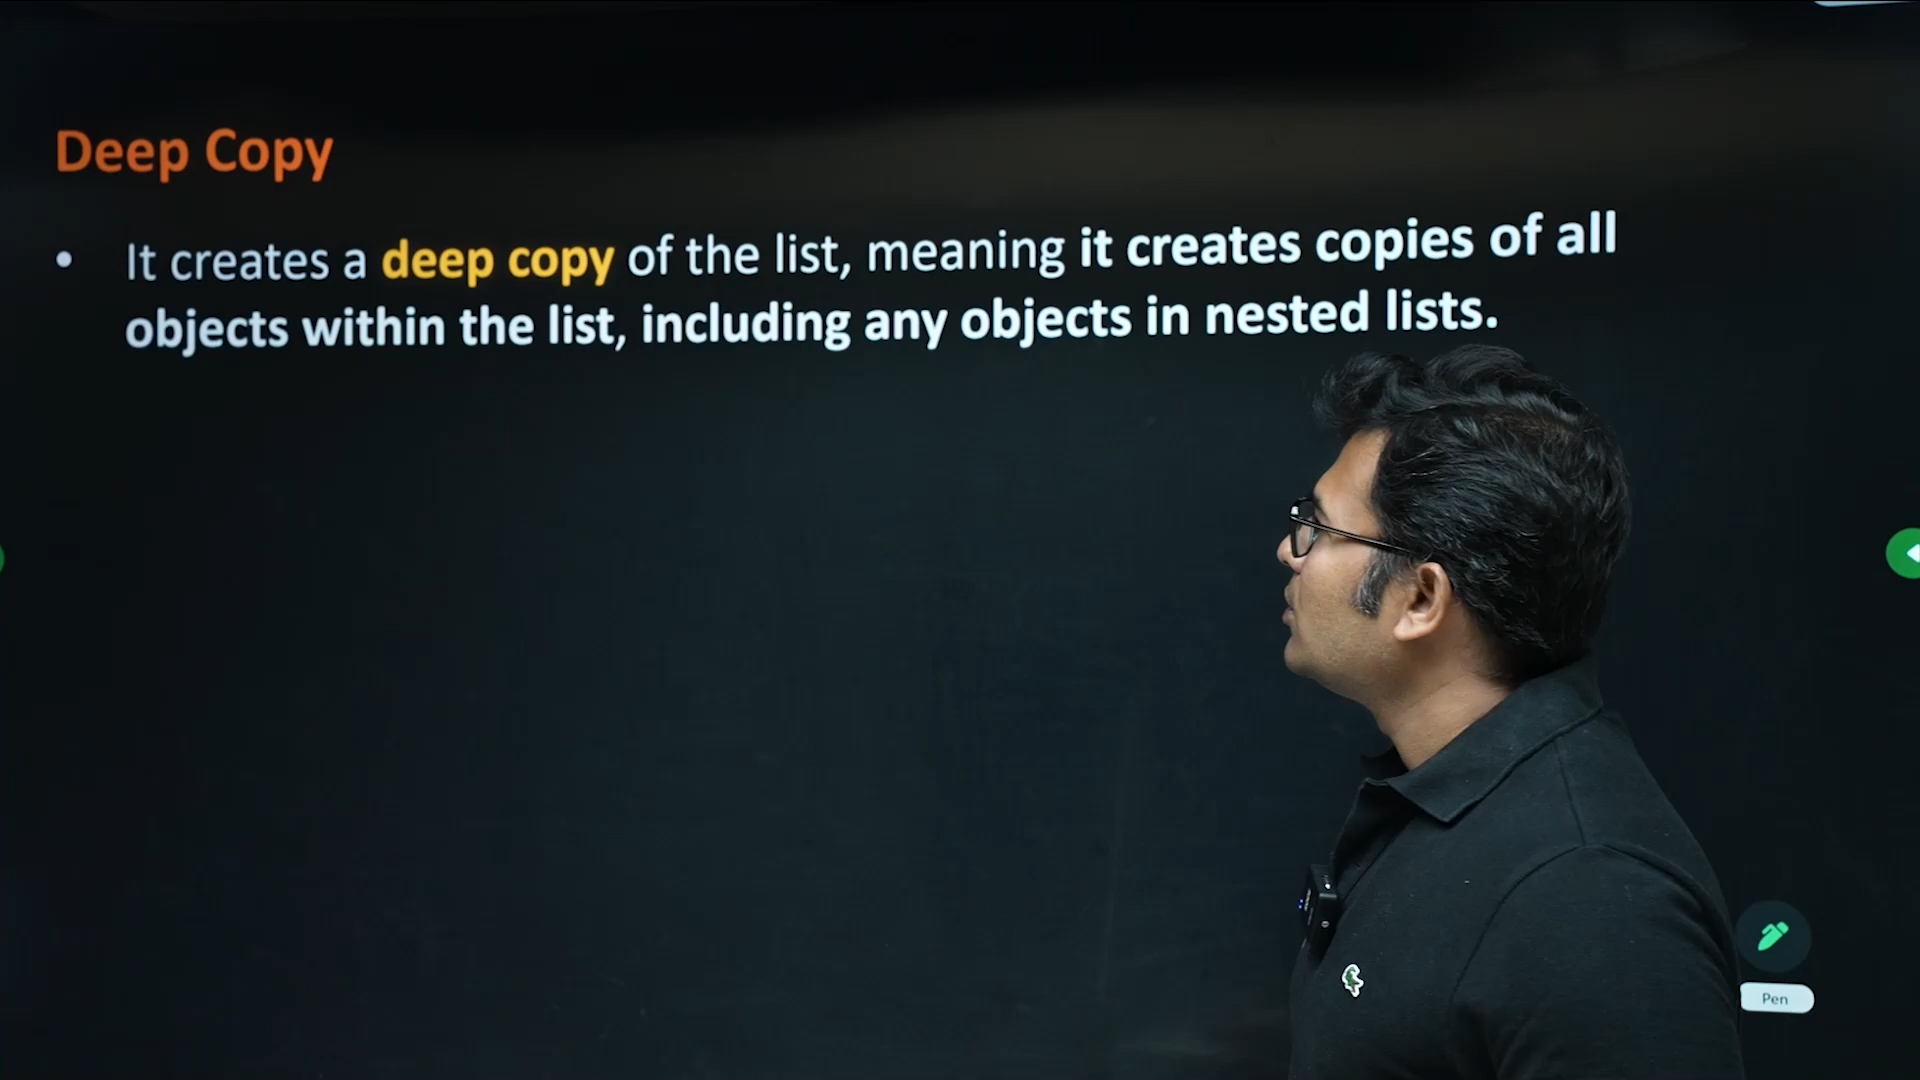 Deep Copy
• It creates a deep copy of the list, meaning it creates copies of all
objects within the list, including any objects in nested lists.
Pen